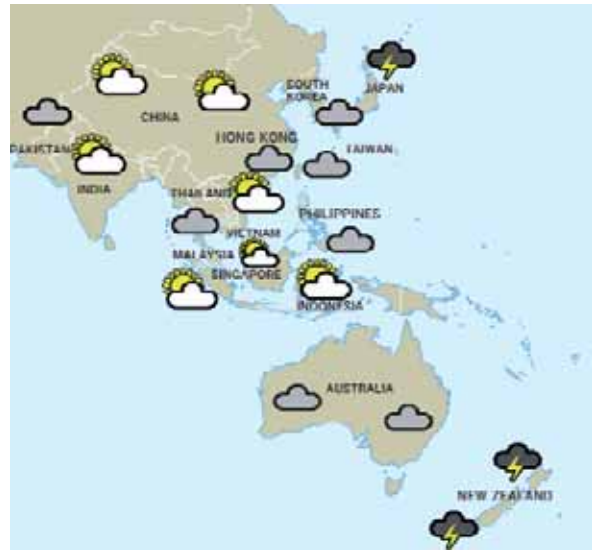 SOUTH
KOREA
JAPAN
CHINA
HONG KONG
PAKISTAN
TAIWAN
INDIA
THAILAND
PHILIPPINES
VIETNAM
MALAYSIA
SINGAPORE
INDONESIA
AUSTRALIA
NEW ZEALAND